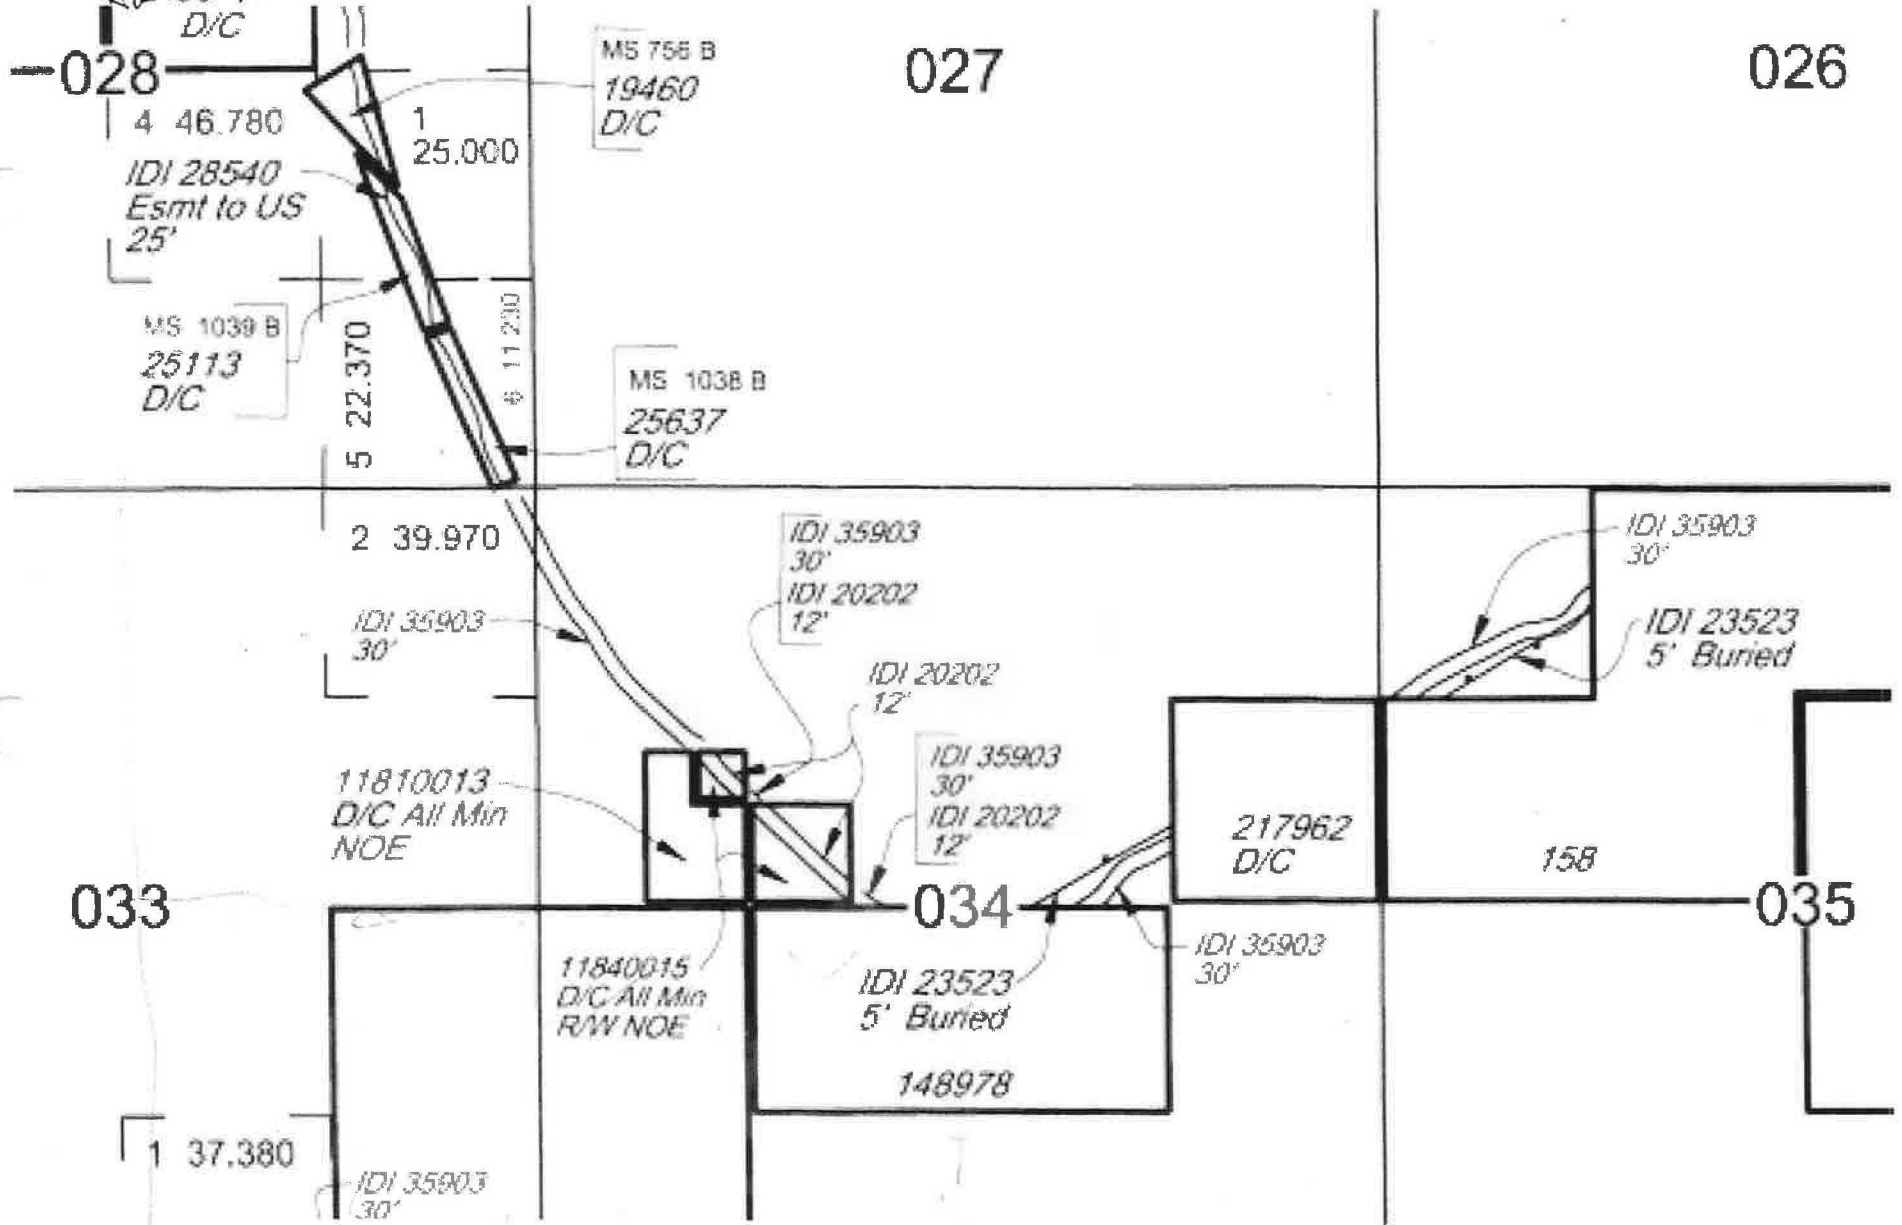 D/C
028
027
026
MS 756 B
19460
D/C
4 46.780
1
25.000
IDI 28540
Esmt to US
25'
MS 1039 B
25113
D/C
5 22.370
6 11 230
MS 1038 B
25637
D/C
2 39.970
IDI 35903
30'
IDI 35903
30'
IDI 20202
12'
IDI 20202
12'
IDI 35903
30'
IDI 20202
12'
IDI 35903
30'
IDI 23523
5' Buried
11810013
D/C All Min
NOE
217962
D/C
158
033
034
035
11840015
D/C All Min
R/W NOE
IDI 23523
5' Buried
IDI 35903
30'
148978
1 37.380
IDI 35903
30'